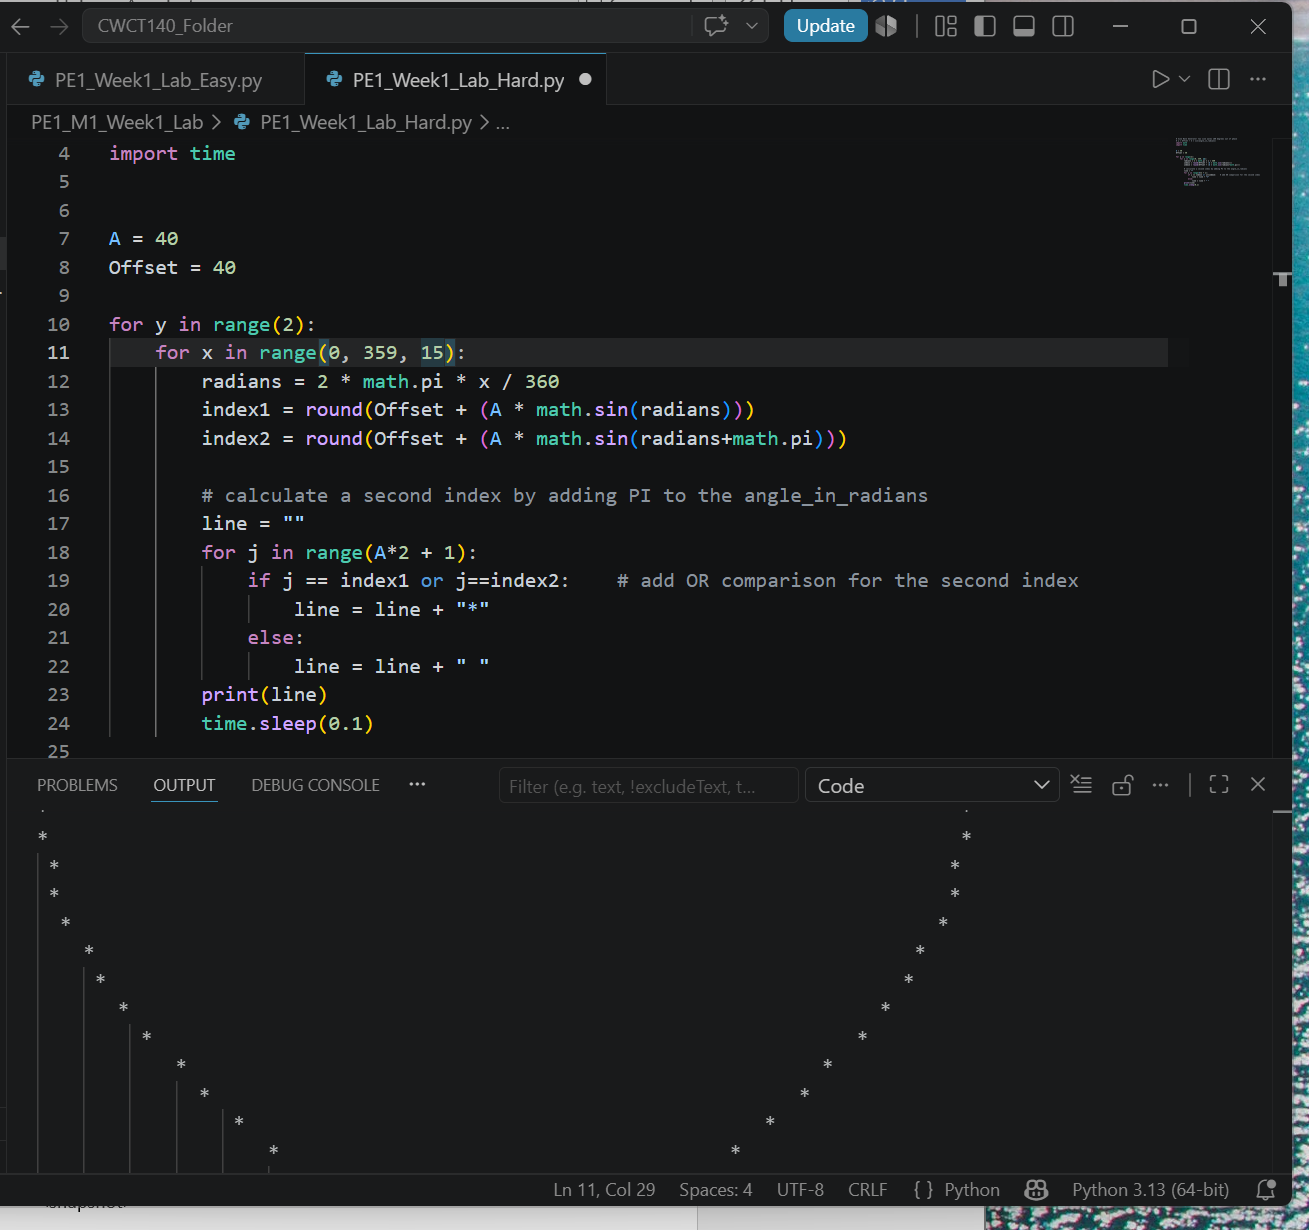 CWCT140_Folder
Update
PE1_Week1_Lab_Easy.py
PE1_Week1_Lab_Hard.py
PE1_M1_Week1_Lab > PE1_Week1_Lab_Hard.py > ...
4 import time
5
6
7 A = 40
8 Offset = 40
9
10 for y in range(2):
11     for x in range(0, 359, 15):
12         radians = 2 * math.pi * x / 360
13         index1 = round(Offset + (A * math.sin(radians)))
14         index2 = round(Offset + (A * math.sin(radians+math.pi)))
15
16         # calculate a second index by adding PI to the angle_in_radians
17         line = ""
18         for j in range(A*2 + 1):
19             if j == index1 or j==index2:    # add OR comparison for the second index
20                 line = line + "*"
21             else:
22                 line = line + " "
23         print(line)
24         time.sleep(0.1)
25
PROBLEMS OUTPUT DEBUG CONSOLE ... Filter (e.g. text, !excludeText, t... Code
*                                                                               *
 *                                                                             *
 *                                                                             *
  *                                                                           *
    *                                                                       *
     *                                                                     *
       *                                                                 *
         *                                                             *
            *                                                       *
              *                                                   *
                 *                                             *
                    *                                       *
Ln 11, Col 29 Spaces: 4 UTF-8 CRLF { } Python Python 3.13 (64-bit)